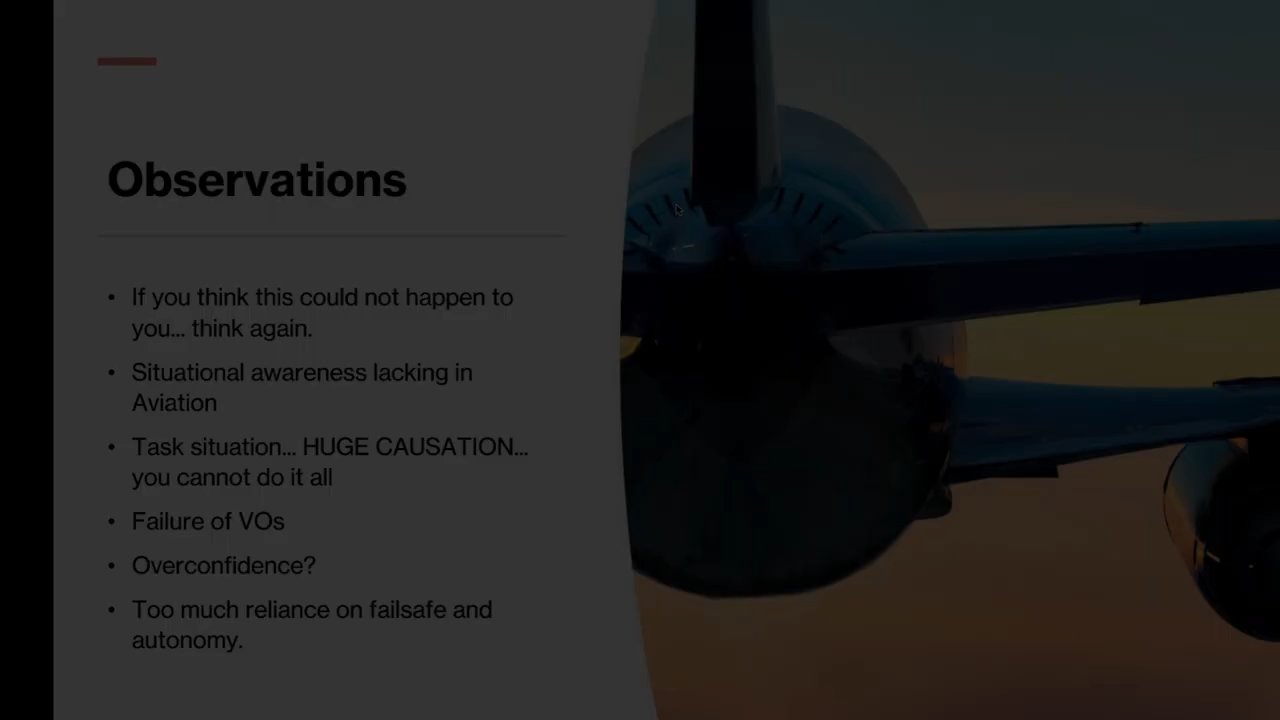 Observations
• If you think this could not happen to
you... think again.
• Situational awareness lacking in
Aviation
• Task situation... HUGE CAUSATION...
you cannot do it all
• Failure of VOs
• Overconfidence?
• Too much reliance on failsafe and
autonomy.